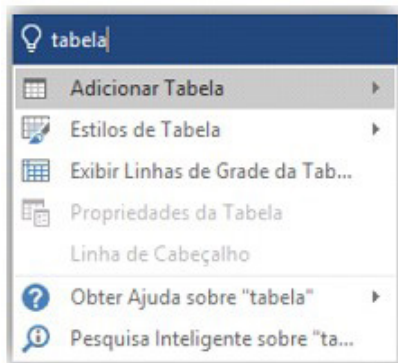 tabela
Adicionar Tabela
Estilos de Tabela
Exibir Linhas de Grade da Tab...
Propriedades da Tabela
Linha de Cabeçalho
Obter Ajuda sobre "tabela"
Pesquisa Inteligente sobre "ta...